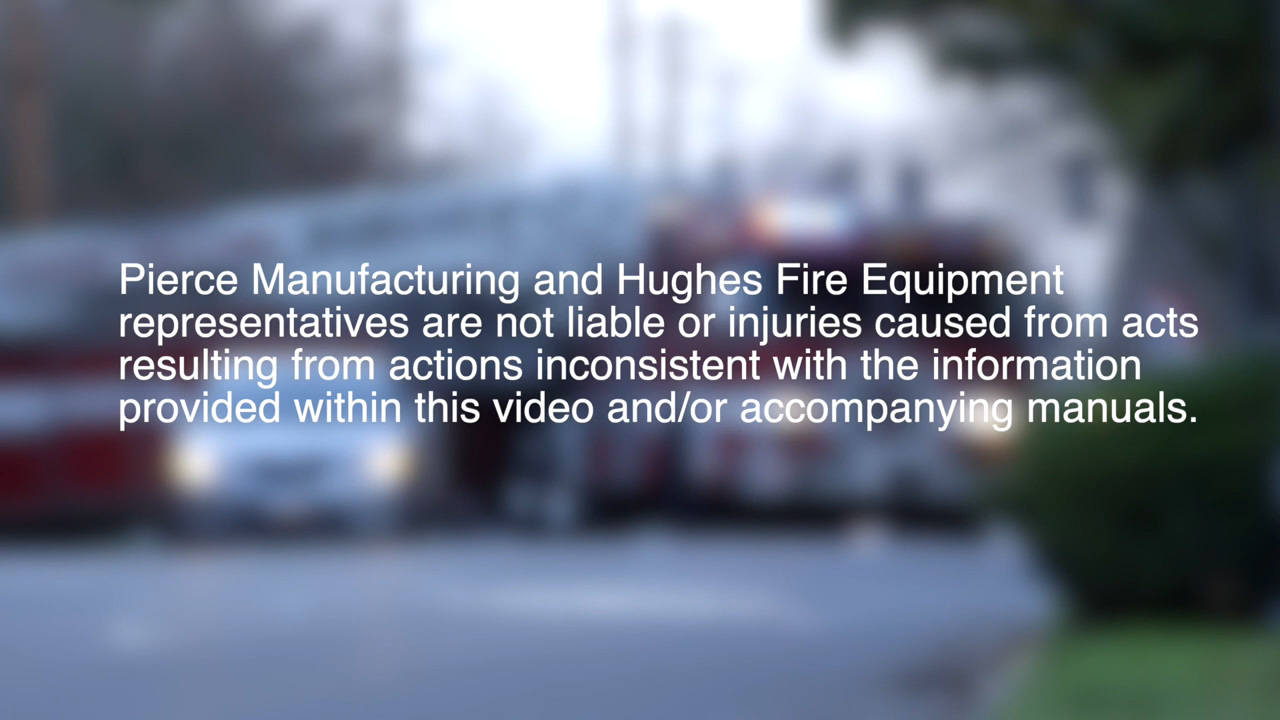 Pierce Manufacturing and Hughes Fire Equipment
representatives are not liable or injuries caused from acts
resulting from actions inconsistent with the information
provided within this video and/or accompanying manuals.